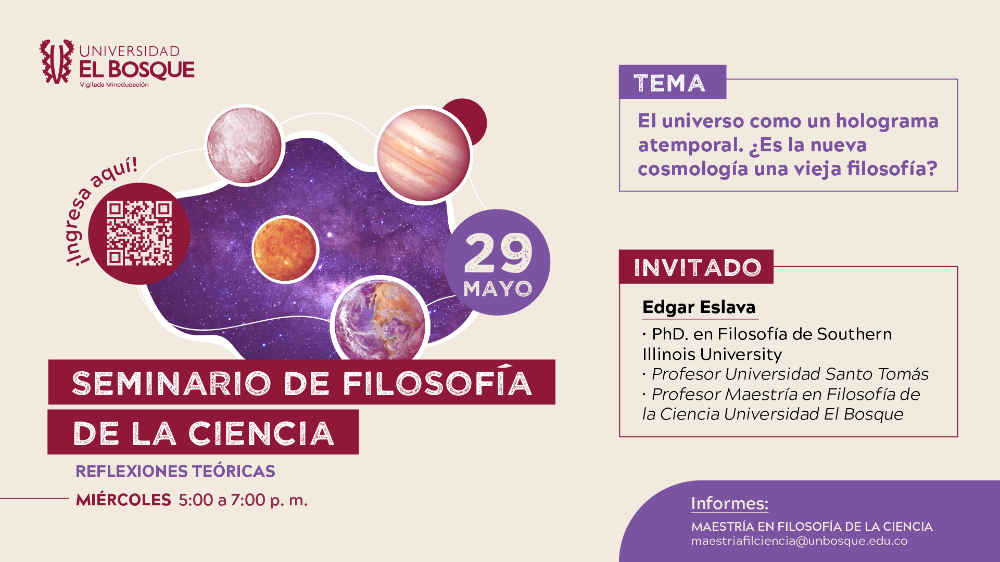 UNIVERSIDAD
EL BOSQUE
Vigilada Mineducación
¡Ingresa aquí!
29
MAYO
SEMINARIO DE FILOSOFÍA
DE LA CIENCIA
REFLEXIONES TEÓRICAS
MIÉRCOLES 5:00 a 7:00 p. m.
TEMA
El universo como un holograma
atemporal. ¿Es la nueva
cosmología una vieja filosofía?
INVITADO
Edgar Eslava
· PhD. en Filosofía de Southern
Illinois University
· Profesor Universidad Santo Tomás
· Profesor Maestría en Filosofía de
la Ciencia Universidad El Bosque
Informes:
MAESTRÍA EN FILOSOFÍA DE LA CIENCIA
maestriafilciencia@unbosque.edu.co